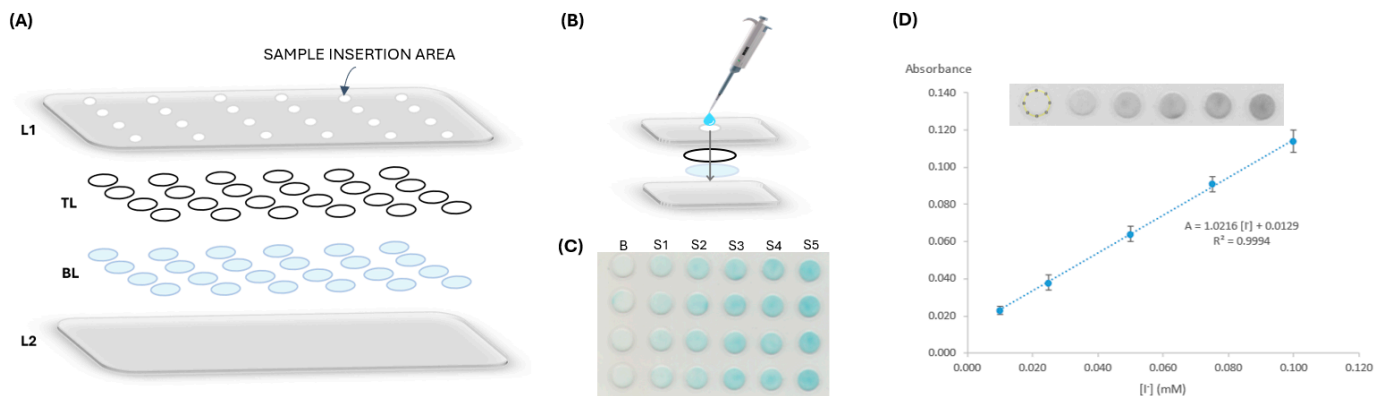 (A)
SAMPLE INSERTION AREA
L1
TL
BL
L2
(B)
(C)
B S1 S2 S3 S4 S5
(D)
Absorbance
0.140
0.120
0.100
0.080
0.060
0.040
0.020
0.000
A = 1.0216 [I-] + 0.0129
R² = 0.9994
0.000 0.020 0.040 0.060 0.080 0.100 0.120
[I-] (mM)